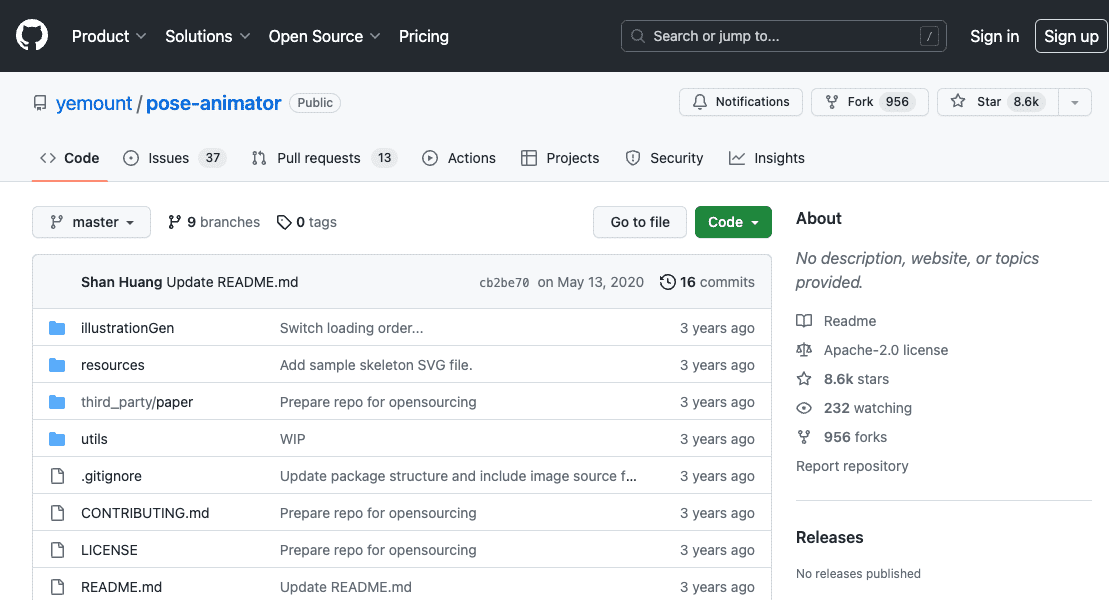 Product Solutions Open Source Pricing Search or jump to... / Sign in Sign up
yemount / pose-animator Public Notifications Fork 956 Star 8.6k
Code Issues 37 Pull requests 13 Actions Projects Security Insights
master 9 branches 0 tags Go to file Code
Shan Huang Update README.md cb2be70 on May 13, 2020 16 commits
illustrationGen Switch loading order... 3 years ago
resources Add sample skeleton SVG file. 3 years ago
third_party/paper Prepare repo for opensourcing 3 years ago
utils WIP 3 years ago
.gitignore Update package structure and include image source f... 3 years ago
CONTRIBUTING.md Prepare repo for opensourcing 3 years ago
LICENSE Prepare repo for opensourcing 3 years ago
README.md Update README.md 3 years ago
About
No description, website, or topics
provided.
Readme
Apache-2.0 license
8.6k stars
232 watching
956 forks
Report repository
Releases
No releases published